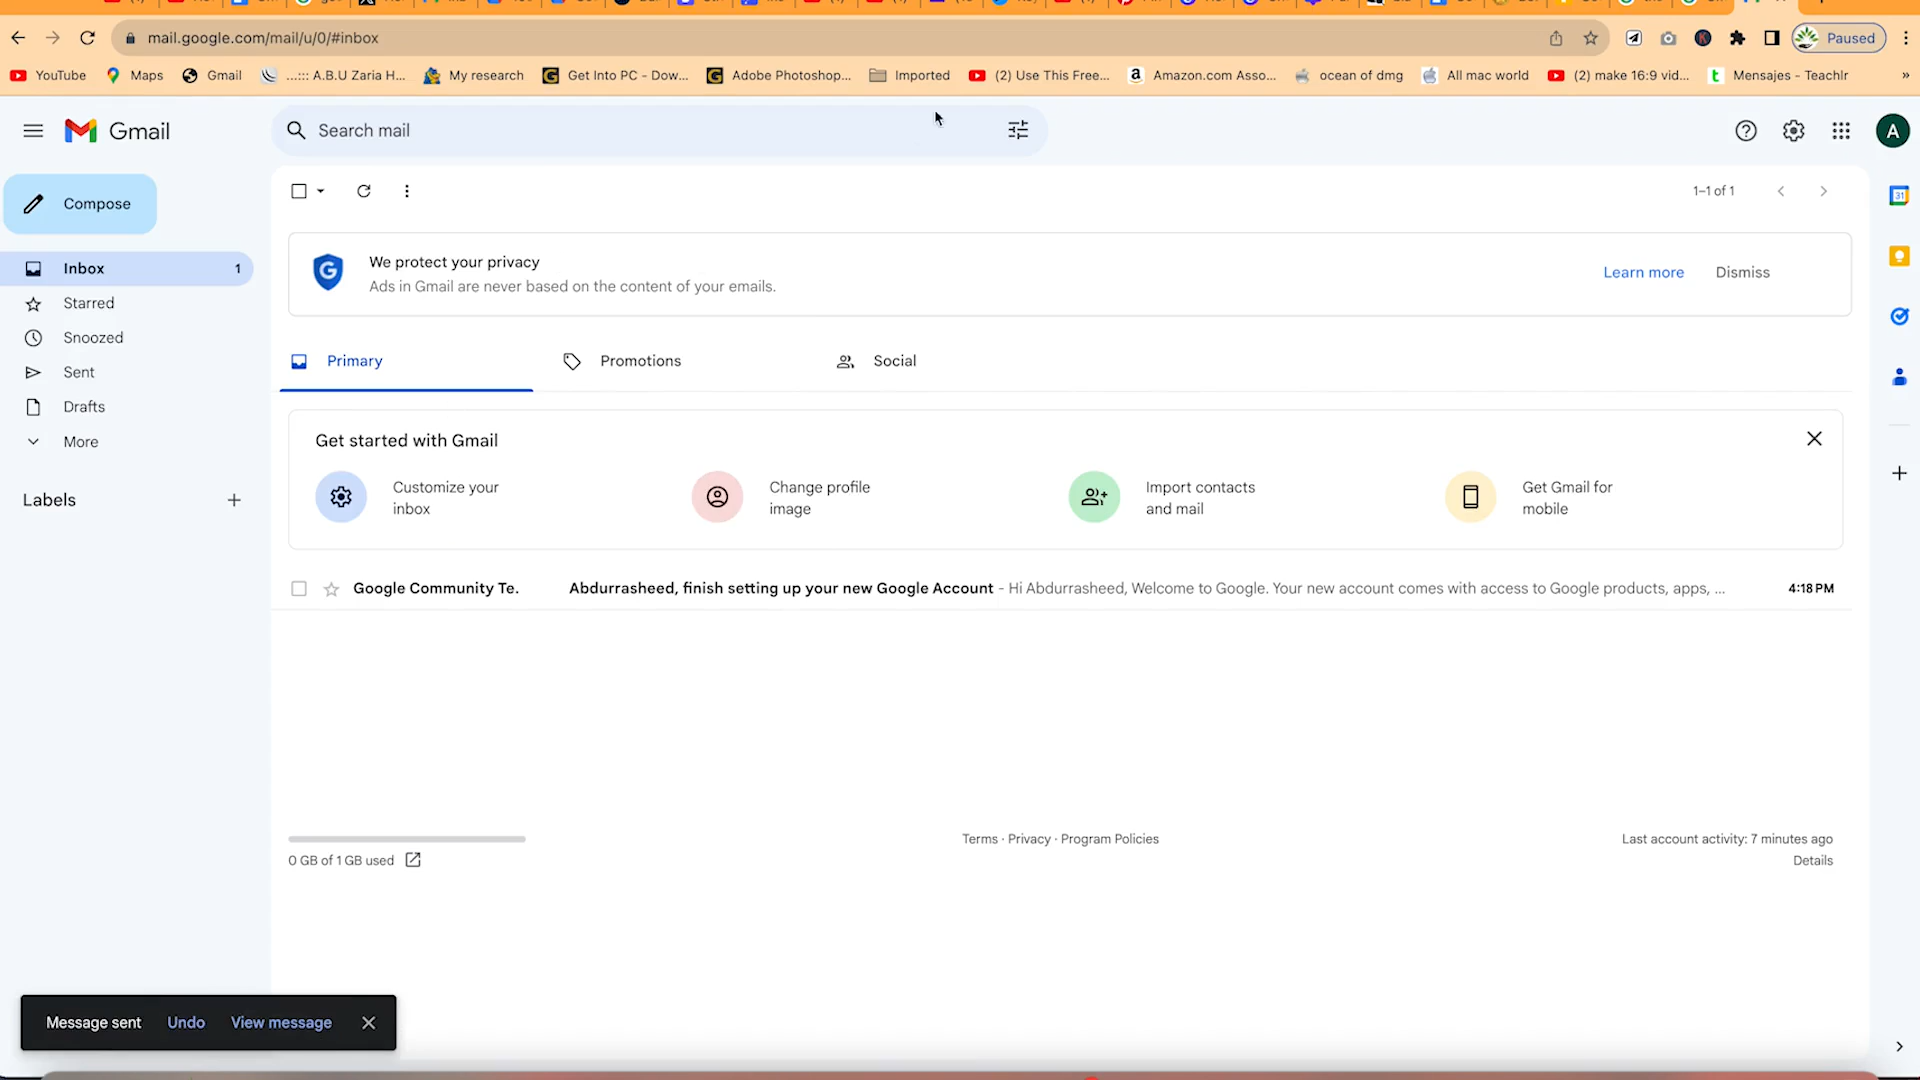 mail.google.com/mail/u/0/#inbox
Paused
YouTube
Maps
Gmail
...::: A.B.U Zaria H...
My research
Get Into PC - Dow...
Adobe Photoshop...
Imported
(2) Use This Free...
Amazon.com Asso...
ocean of dmg
All mac world
(2) make 16:9 vid...
Mensajes - Teachlr
»
Gmail
Search mail
A
Compose
1–1 of 1
31
Inbox 1
Starred
Snoozed
Sent
Drafts
More
Labels
We protect your privacy
Ads in Gmail are never based on the content of your emails.
Learn more
Dismiss
Primary
Promotions
Social
Get started with Gmail
Customize your
inbox
Change profile
image
Import contacts
and mail
Get Gmail for
mobile
Google Community Te. Abdurrasheed, finish setting up your new Google Account - Hi Abdurrasheed, Welcome to Google. Your new account comes with access to Google products, apps, ... 4:18 PM
0 GB of 1 GB used
Terms · Privacy · Program Policies
Last account activity: 7 minutes ago
Details
Message sent Undo View message